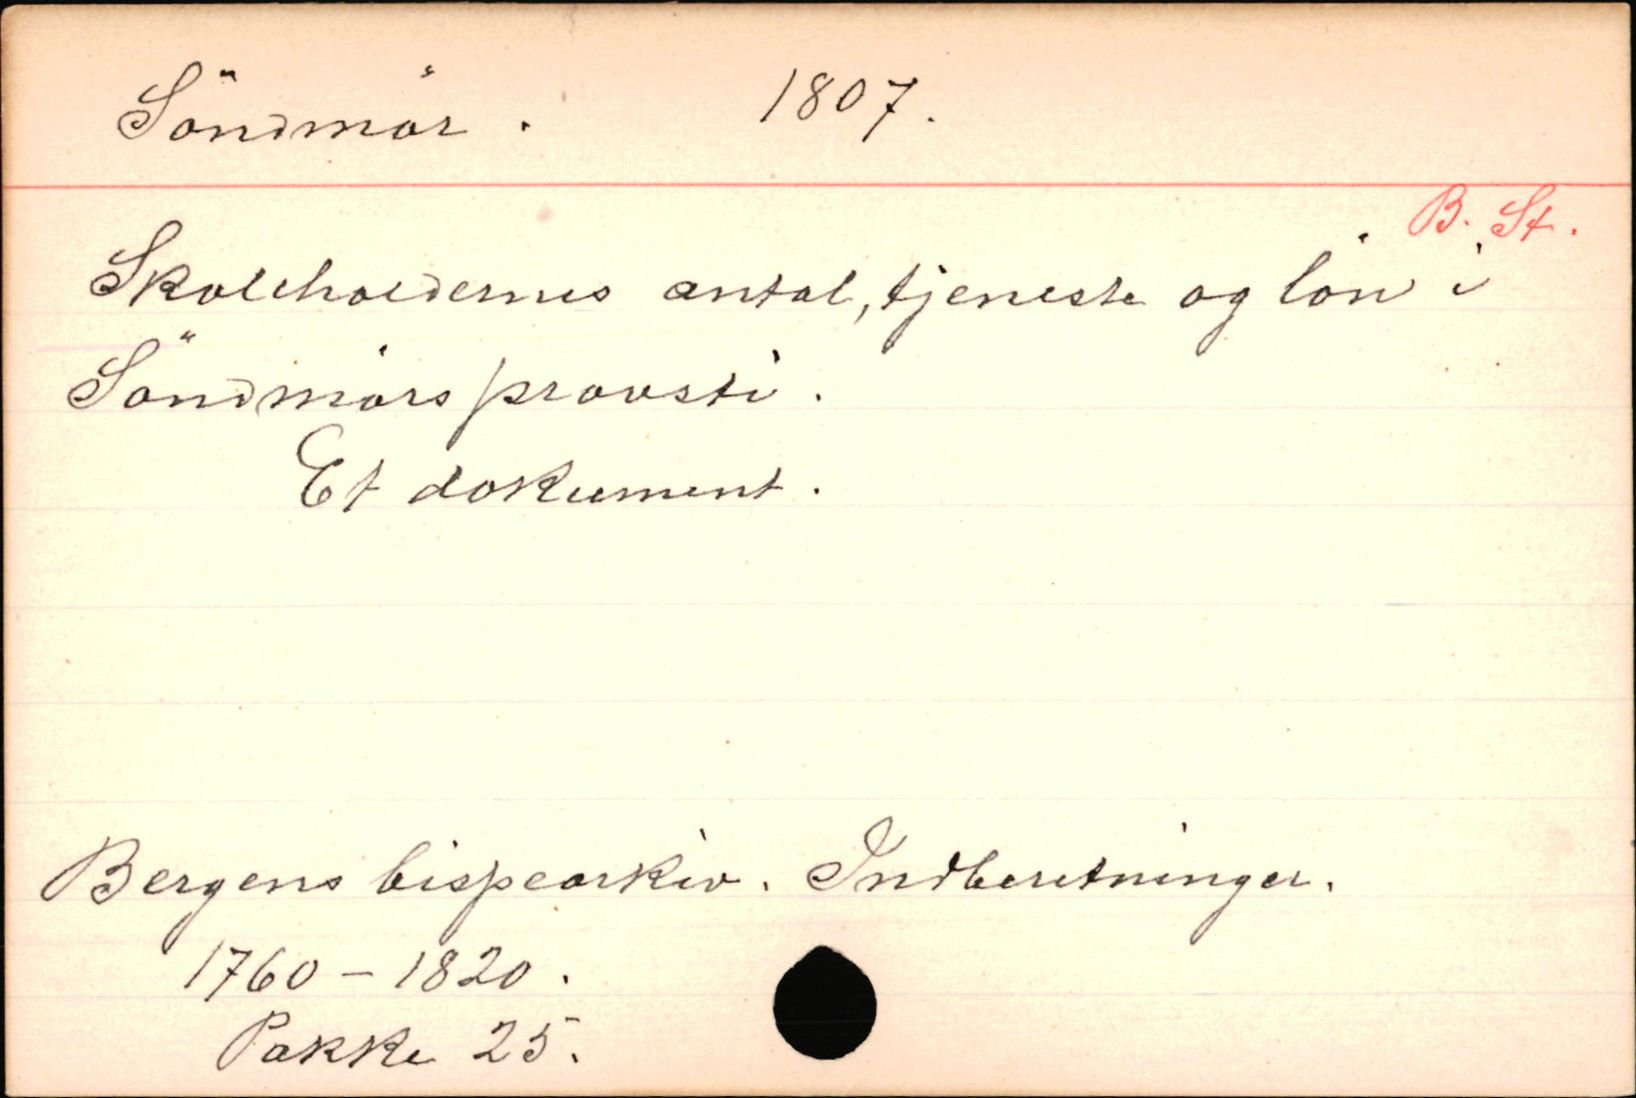 Söndmör. 1807.
B. St.
Skoleholdernes antal, tjeneste og lön i
Söndmörs provsti.
Et dokument.
Bergens bispearkiv. Indberetninger.
1760 - 1820.
Pakke 25.